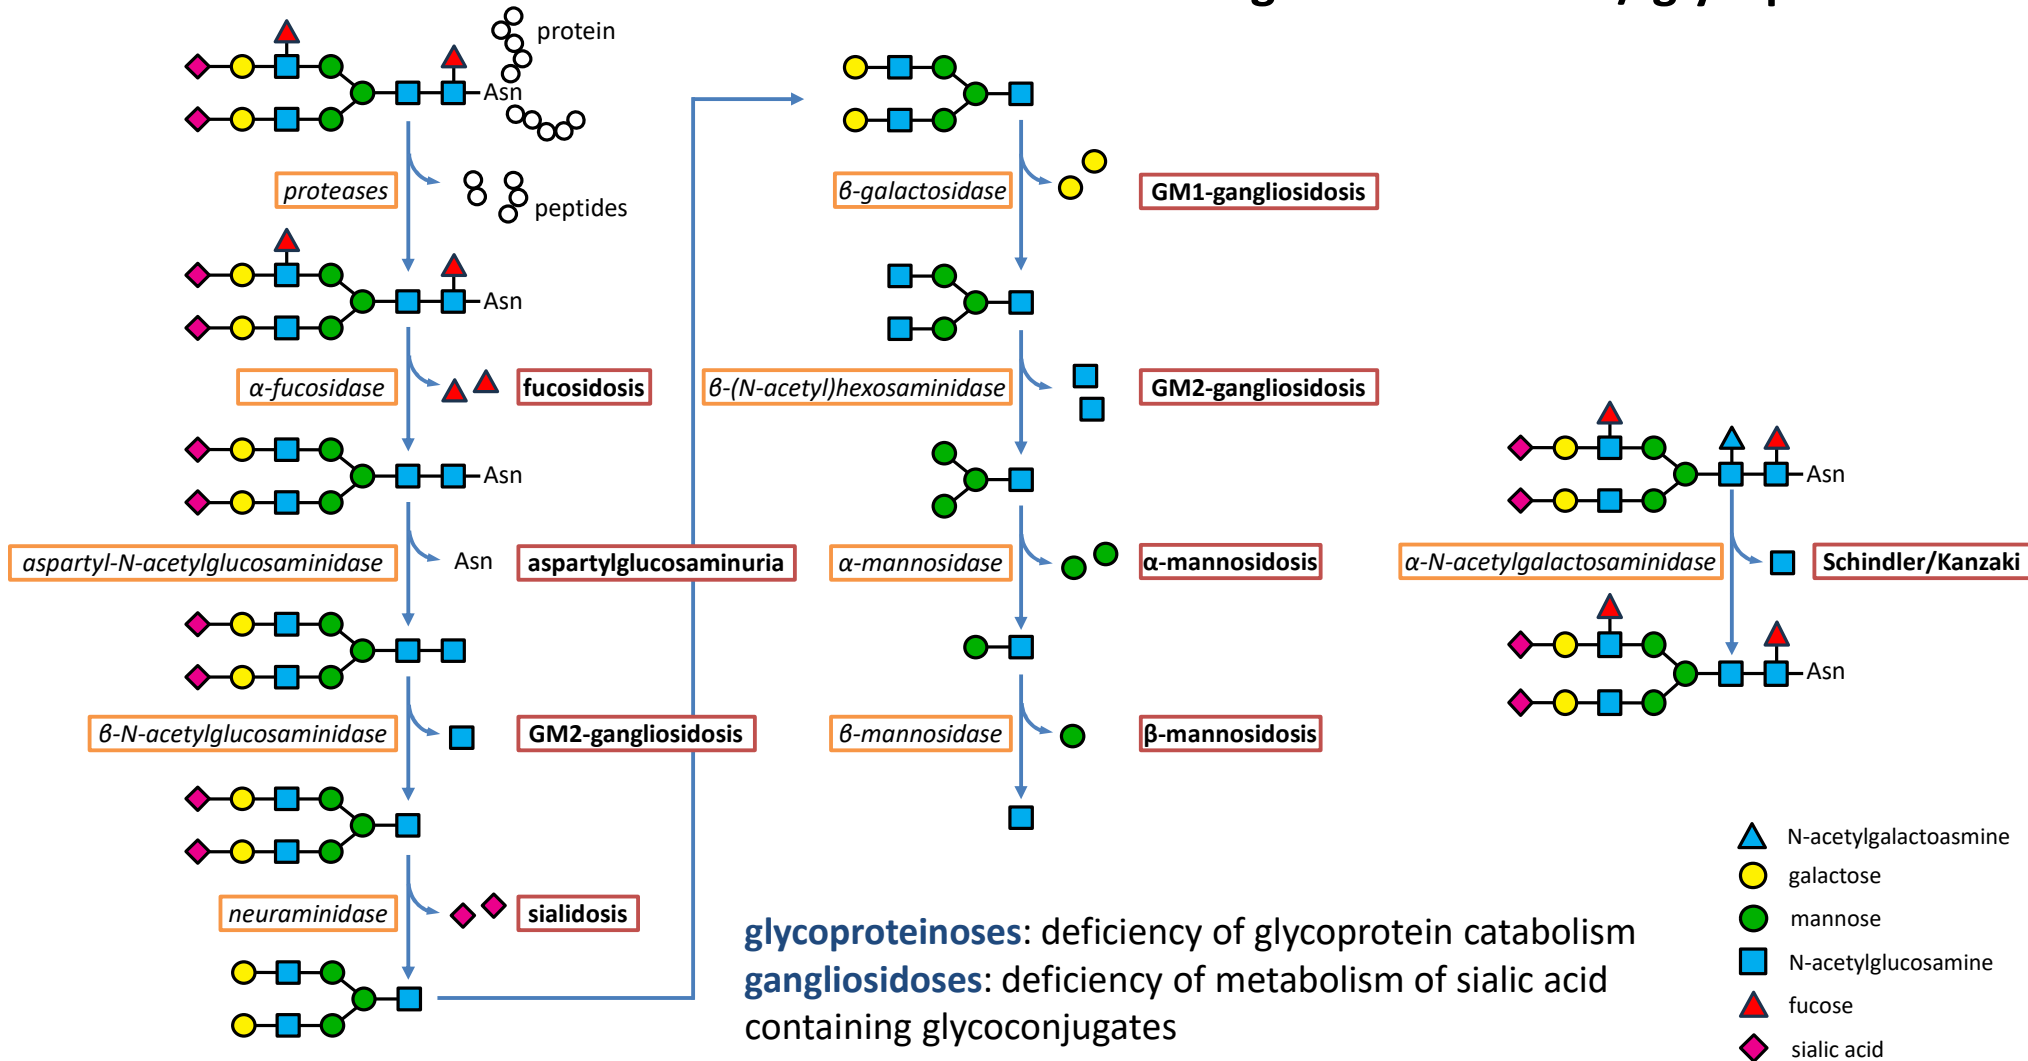 protein
Asn
proteases
peptides
Asn
α-fucosidase
fucosidosis
Asn
aspartyl-N-acetylglucosaminidase
Asn
aspartylglucosaminuria
β-N-acetylglucosaminidase
GM2-gangliosidosis
neuraminidase
sialidosis
β-galactosidase
GM1-gangliosidosis
β-(N-acetyl)hexosaminidase
GM2-gangliosidosis
α-mannosidase
α-mannosidosis
β-mannosidase
β-mannosidosis
Asn
α-N-acetylgalactosaminidase
Schindler/Kanzaki
Asn
glycoproteinoses: deficiency of glycoprotein catabolism
gangliosidoses: deficiency of metabolism of sialic acid
containing glycoconjugates
N-acetylgalactoasmine
galactose
mannose
N-acetylglucosamine
fucose
sialic acid